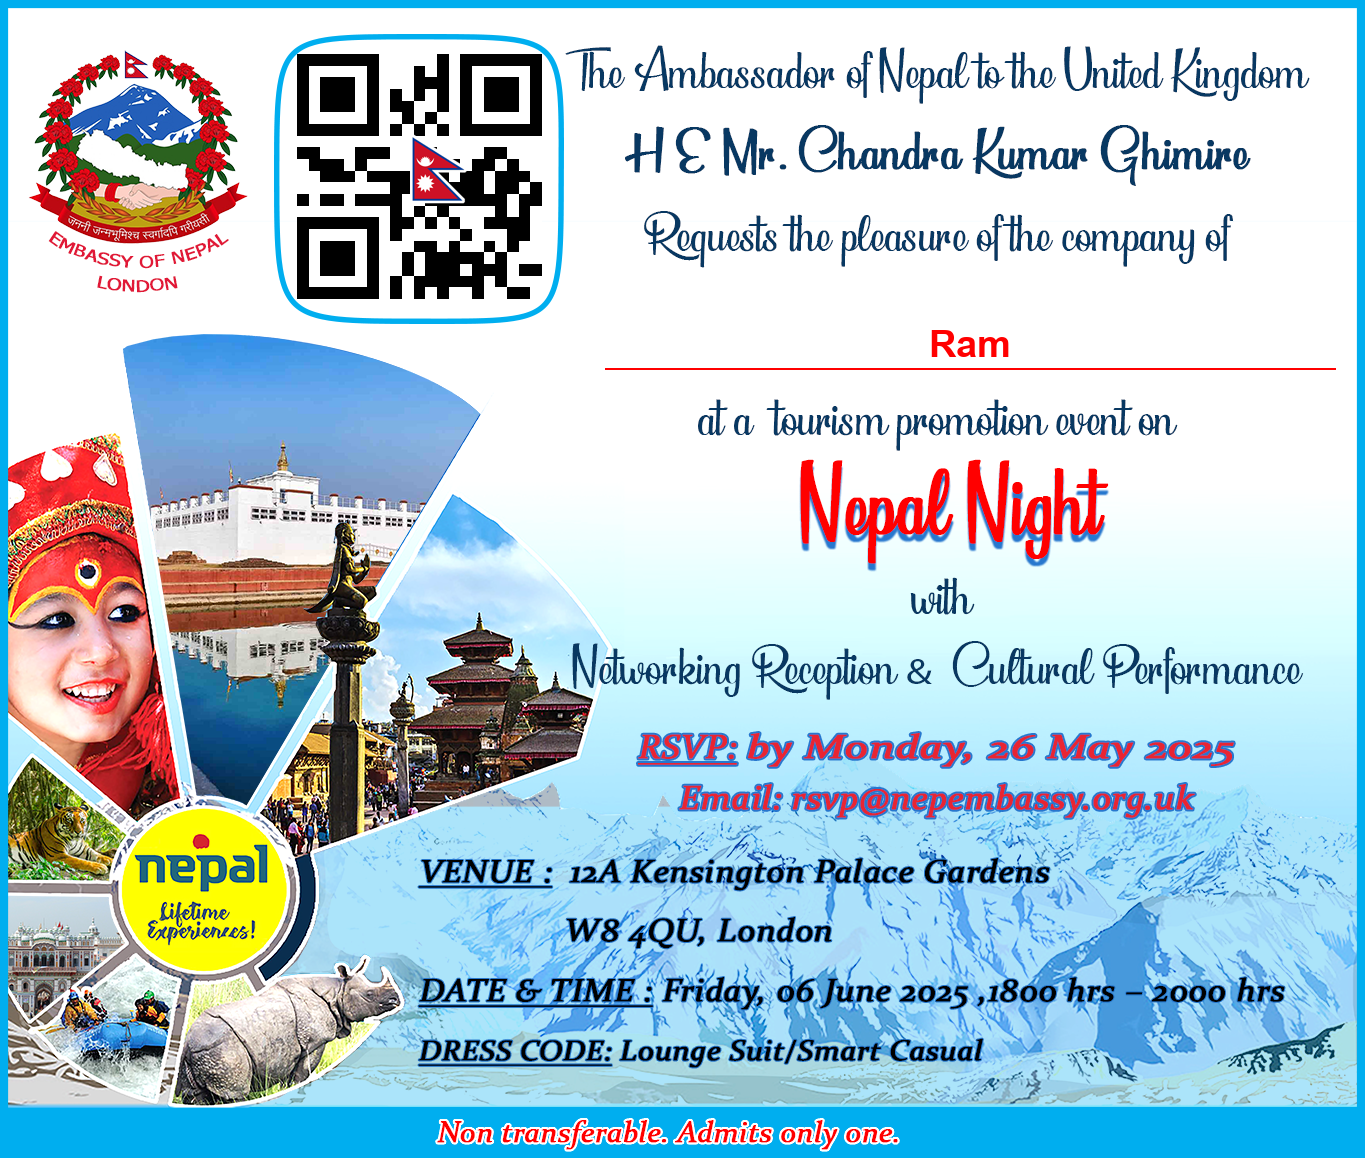 जननी जन्मभूमिश्च स्वर्गादपि गरीयसी
EMBASSY OF NEPAL
LONDON
The Ambassador of Nepal to the United Kingdom
H E Mr. Chandra Kumar Ghimire
Requests the pleasure of the company of
Ram
at a tourism promotion event on
Nepal Night
with
Networking Reception & Cultural Performance
RSVP: by Monday, 26 May 2025
Email: rsvp@nepembassy.org.uk
nepal
Lifetime
Experiences!
VENUE : 12A Kensington Palace Gardens
W8 4QU, London
DATE & TIME : Friday, 06 June 2025 ,1800 hrs – 2000 hrs
DRESS CODE: Lounge Suit/Smart Casual
Non transferable. Admits only one.